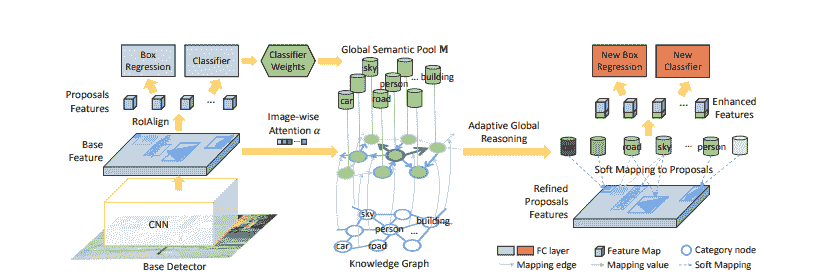 Box
Regression
Classifier
Classifier
Weights
Proposals
Features
...
RoIAlign
Base
Feature
CNN
Base Detector
Image-wise
Attention α
Global Semantic Pool M
sky
building
person
...
car
road
sky
building
person
...
car
road
Knowledge Graph
Adaptive Global
Reasoning
New Box
Regression
New
Classifier
...
Enhanced
Features
car
road
sky
...
person
Soft Mapping to Proposals
Refined
Proposals
Features
FC layer
Feature Map
Category node
Mapping edge
Mapping value
Soft Mapping